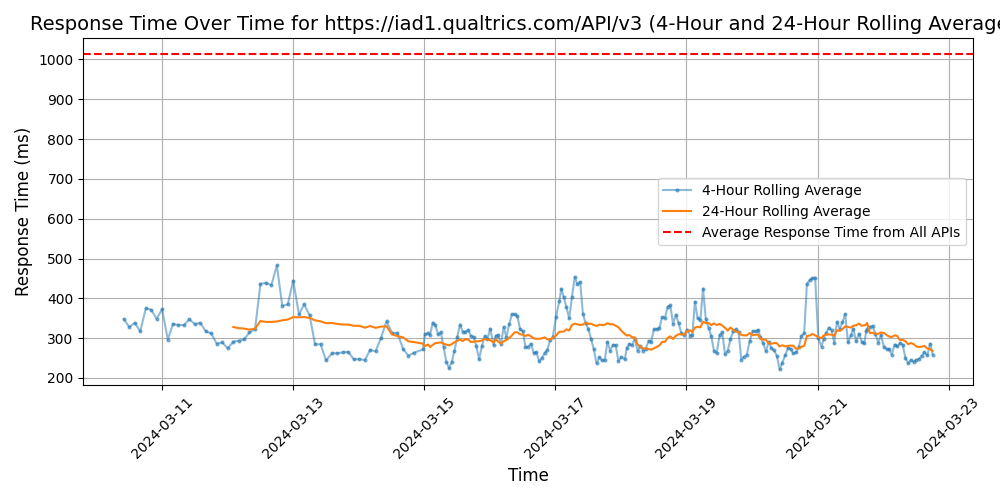 Response Time Over Time for https://iad1.qualtrics.com/API/v3 (4-Hour and 24-Hour Rolling Average
1000
900
800
700
600
500
400
300
200
Response Time (ms)
4-Hour Rolling Average
24-Hour Rolling Average
Average Response Time from All APIs
2024-03-11
2024-03-13
2024-03-15
2024-03-17
2024-03-19
2024-03-21
2024-03-23
Time